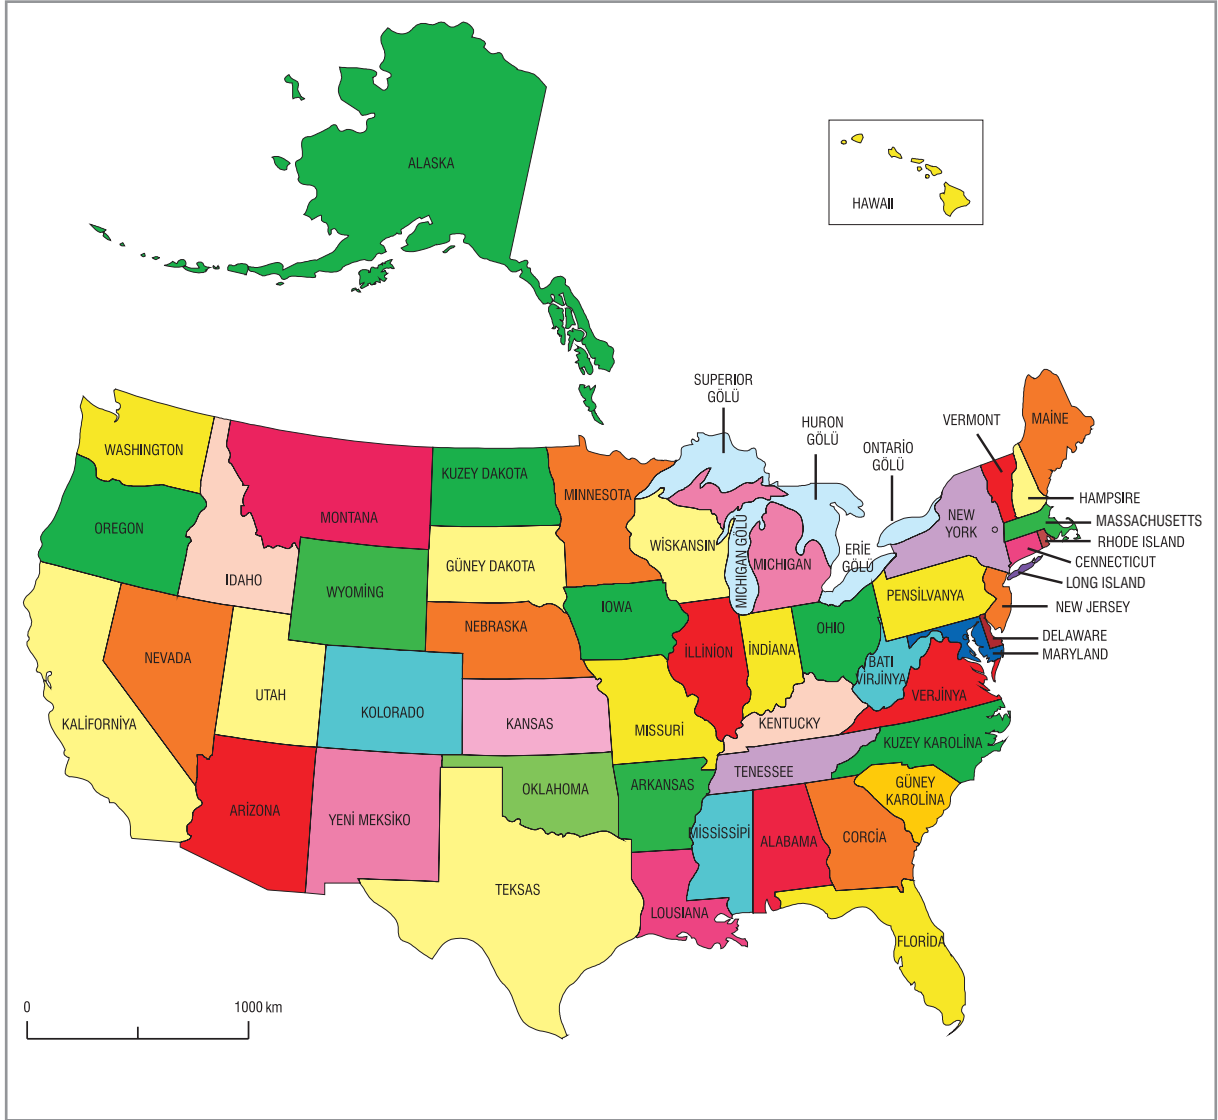 ALASKA
HAWAII
SUPERIOR
GÖLÜ
HURON
GÖLÜ
ONTARİO
GÖLÜ
VERMONT
MAİNE
WASHINGTON
KUZEY DAKOTA
MINNESOTA
MONTANA
OREGON
IDAHO
WİSKANSIN
MICHIGAN GÖLÜ
MICHIGAN
ERİE
GÖLÜ
NEW
YORK
HAMPSIRE
MASSACHUSETTS
RHODE ISLAND
CENNECTICUT
LONG ISLAND
NEW JERSEY
DELAWARE
MARYLAND
GÜNEY DAKOTA
WYOMİNG
IOWA
NEBRASKA
PENSİLVANYA
OHIO
İLLİNİON
İNDİANA
NEVADA
UTAH
KOLORADO
KANSAS
MISSURİ
KENTUCKY
BATI
VİRJİNYA
VERJİNYA
KALİFORNİYA
KUZEY KAROLİNA
TENESSEE
GÜNEY
KAROLİNA
ARİZONA
YENİ MEKSİKO
OKLAHOMA
ARKANSAS
MİSSİSSİPİ
ALABAMA
CORCİA
TEKSAS
LOUSIANA
FLORİDA
0 1000 km